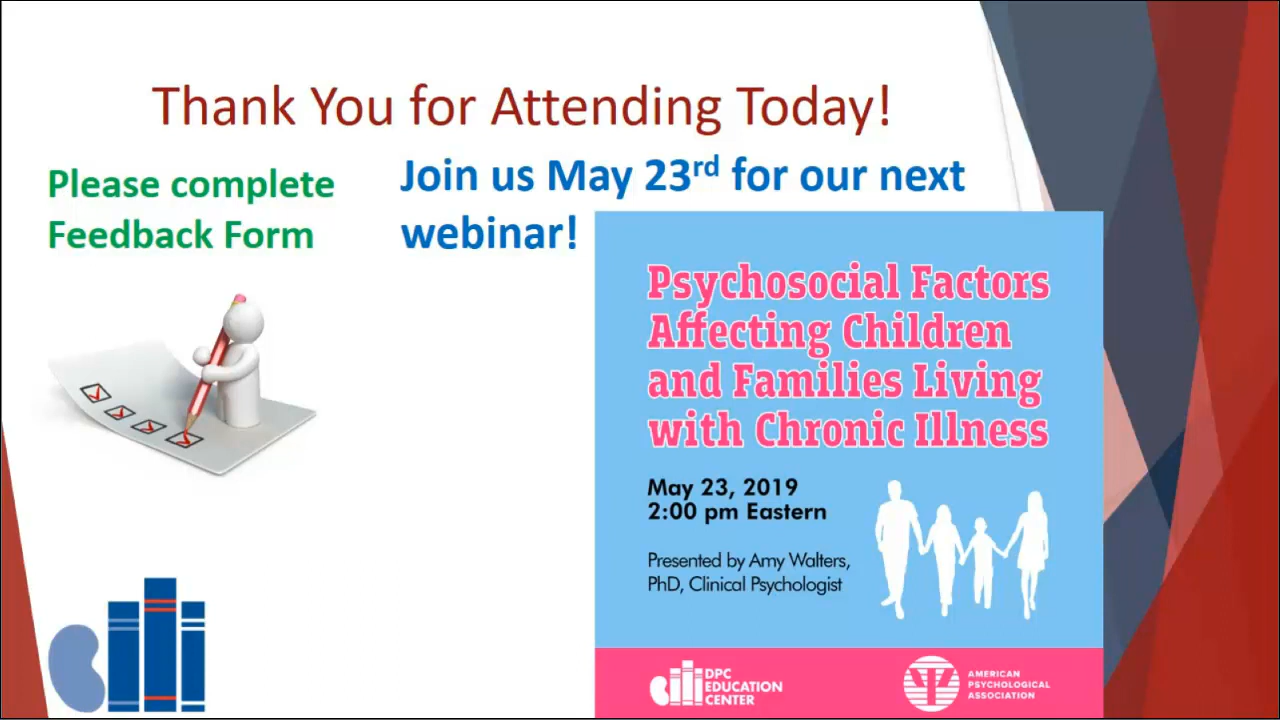 Thank You for Attending Today!
Please complete
Feedback Form
Join us May 23rd for our next
webinar!
Psychosocial Factors
Affecting Children
and Families Living
with Chronic Illness
May 23, 2019
2:00 pm Eastern
Presented by Amy Walters,
PhD, Clinical Psychologist
DPC
EDUCATION
CENTER
AMERICAN
PSYCHOLOGICAL
ASSOCIATION